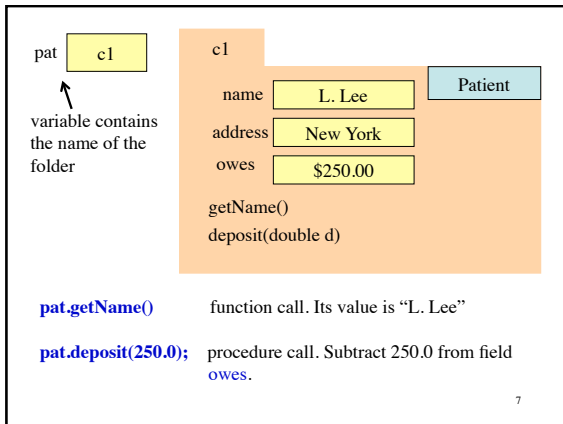 pat
c1
variable contains
the name of the
folder
c1
Patient
name
L. Lee
address
New York
owes
$250.00
getName()
deposit(double d)
pat.getName() function call. Its value is “L. Lee”
pat.deposit(250.0); procedure call. Subtract 250.0 from field
owes.
7